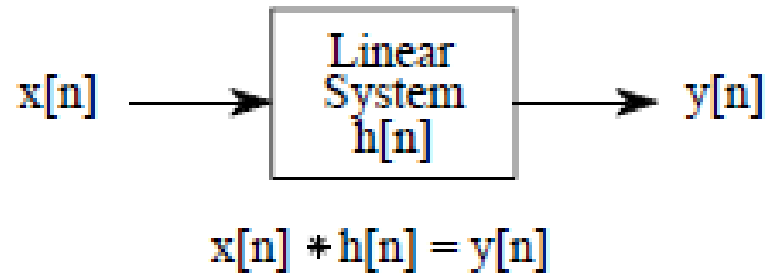 x[n]
Linear
System
h[n]
y[n]
x[n] * h[n] = y[n]